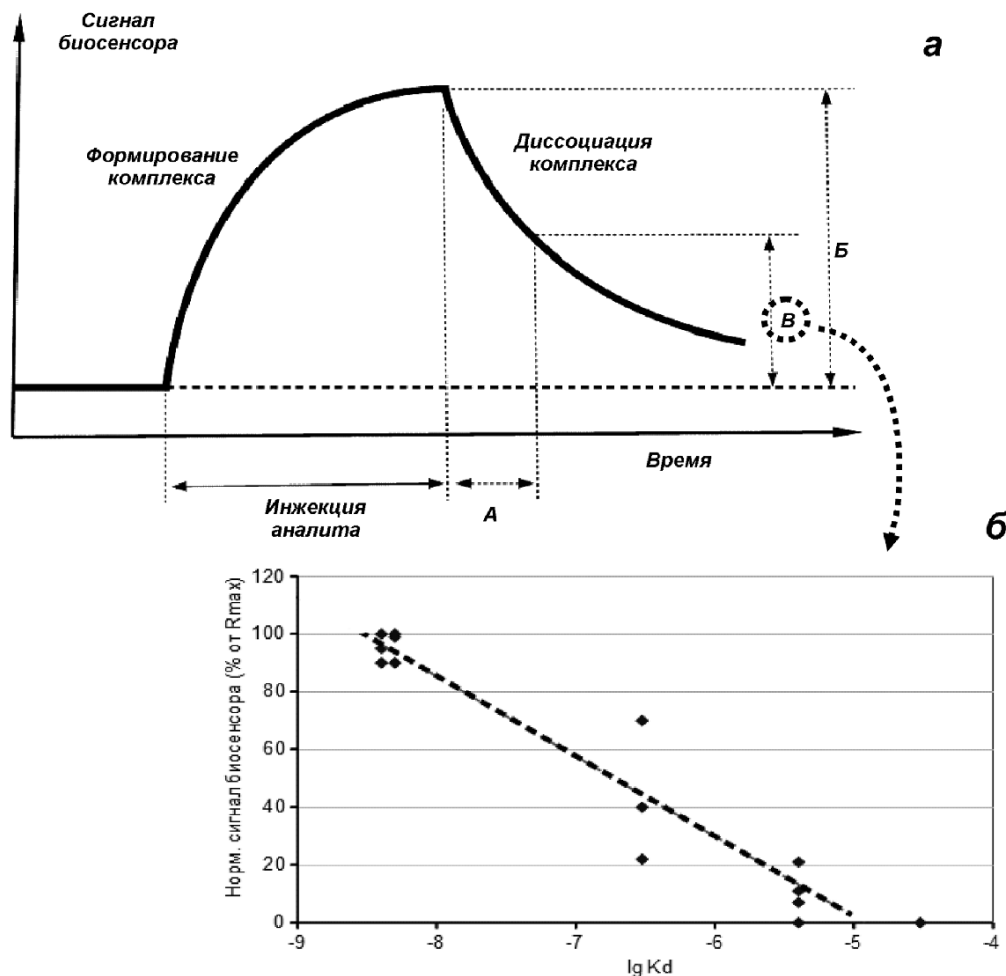 Сигнал
биосенсора
а
Формирование
комплекса
Диссоциация
комплекса
Б
В
Время
Инжекция
аналита
А
б
Норм. сигнал биосенсора (% от Rmax)
120
100
80
60
40
20
0
-9 -8 -7 -6 -5 -4
lg Kd